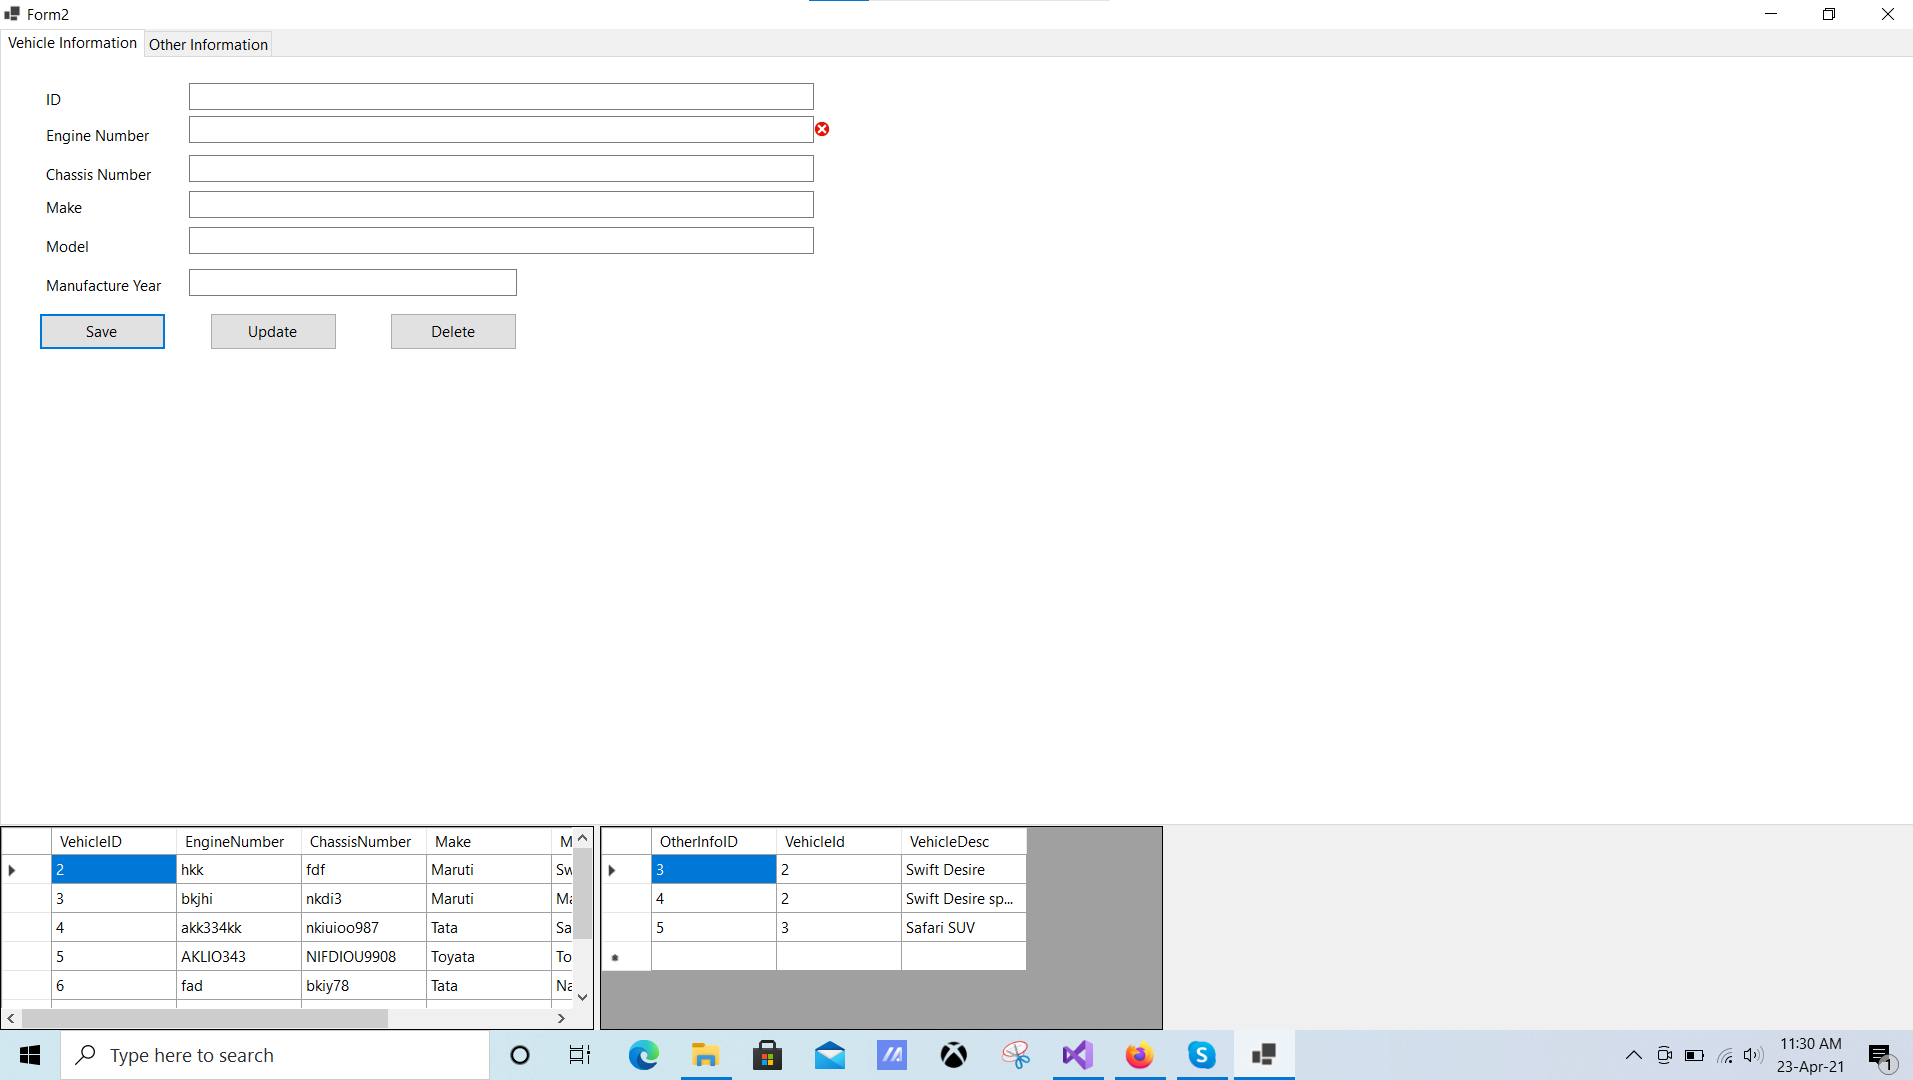 Form2
Vehicle Information Other Information
ID
Engine Number
Chassis Number
Make
Model
Manufacture Year
Save Update Delete
VehicleID EngineNumber ChassisNumber Make M
2 hkk fdf Maruti Sw
3 bkjhi nkdi3 Maruti Ma
4 akk334kk nkiuioo987 Tata Sa
5 AKLIO343 NIFDIOU9908 Toyata To
6 fad bkiy78 Tata Na
OtherInfoID VehicleId VehicleDesc
3 2 Swift Desire
4 2 Swift Desire sp...
5 3 Safari SUV
Type here to search
11:30 AM
23-Apr-21
1